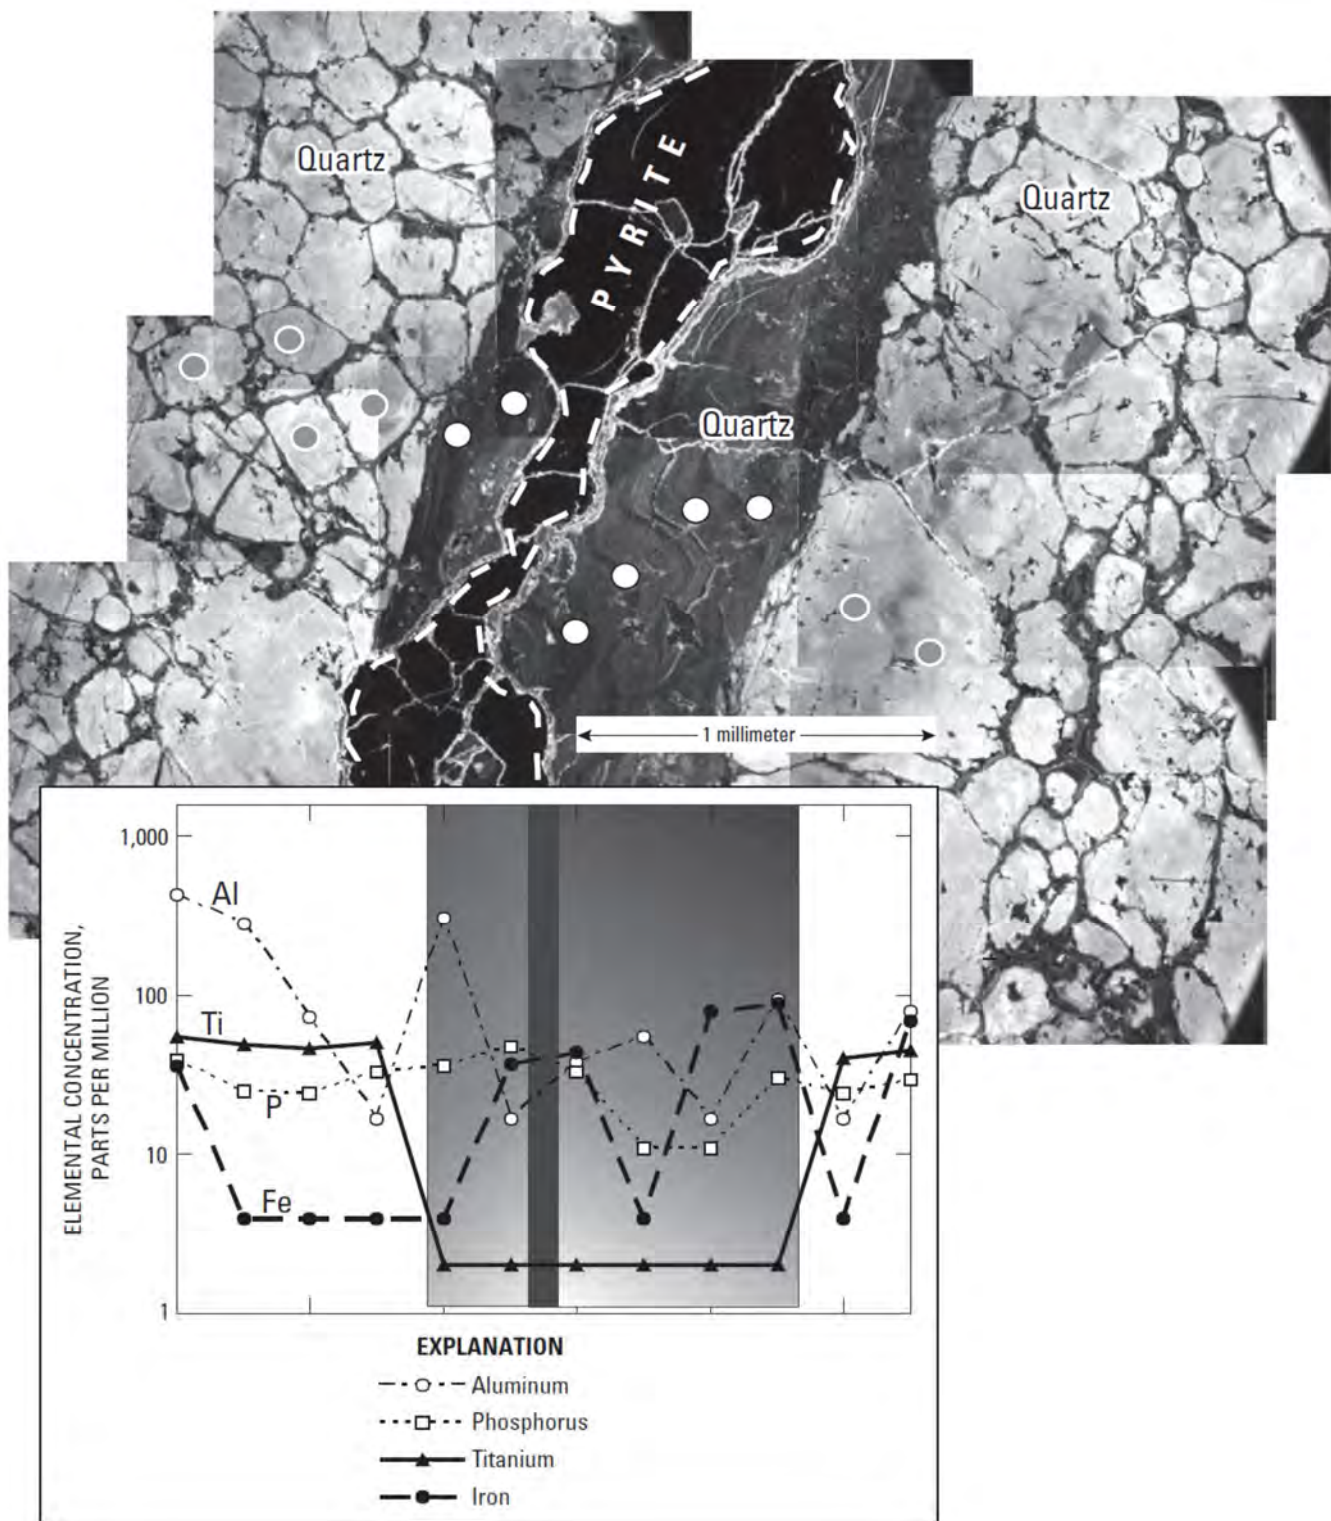 Quartz
PYRITE
Quartz
Quartz
1 millimeter
ELEMENTAL CONCENTRATION,
PARTS PER MILLION
1,000
100
10
1
Al
Ti
P
Fe
EXPLANATION
Aluminum
Phosphorus
Titanium
Iron